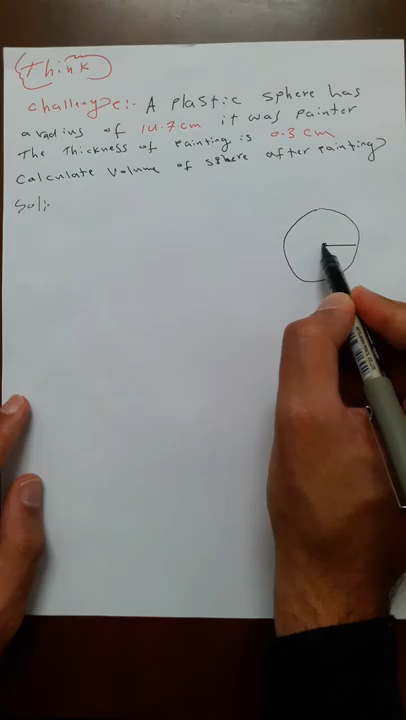 Think
challenge:- A plastic sphere has
a radius of 14.7 cm it was painter
The Thickness of painting is 0.3 cm
Calculate Volume of sphere after painting?
Sol: